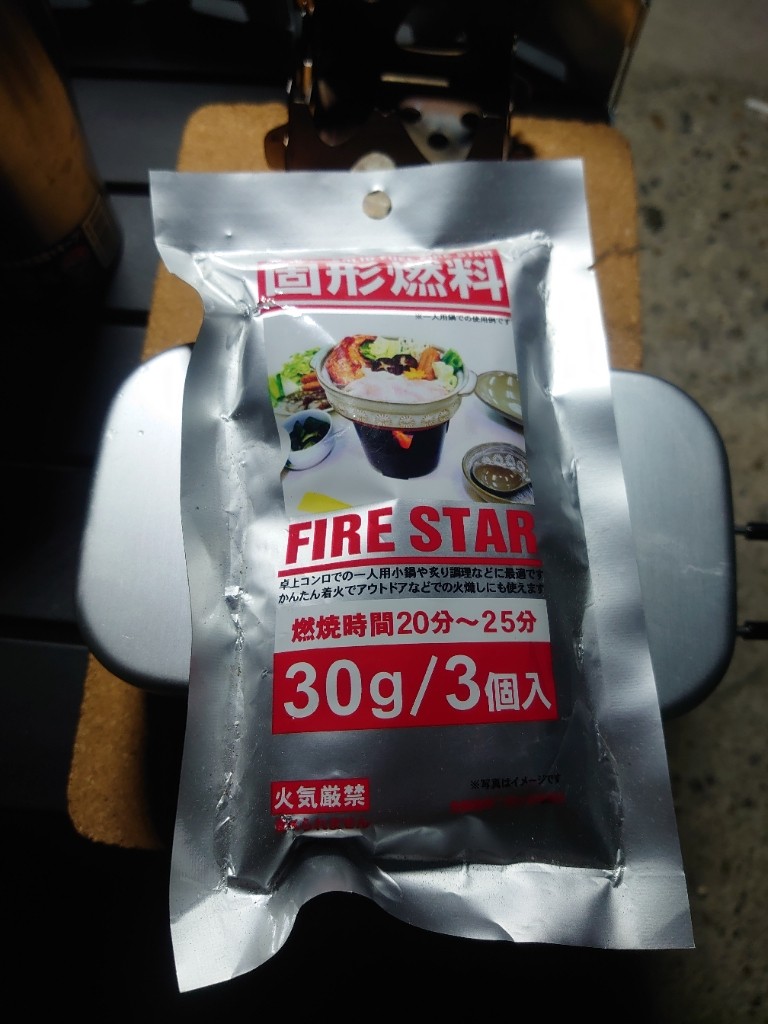 固形燃料
※一人用鍋での使用例です
FIRE STAR
卓上コンロでの一人用小鍋や炙り調理などに最適です
かんたん着火でアウトドアなどでの火熾しにも使えます
燃焼時間20分～25分
30g/3個入
※写真はイメージです
火気厳禁